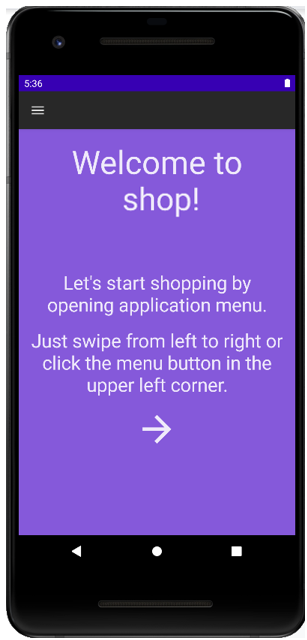 5:36
Welcome to
shop!
Let's start shopping by
opening application menu.
Just swipe from left to right or
click the menu button in the
upper left corner.